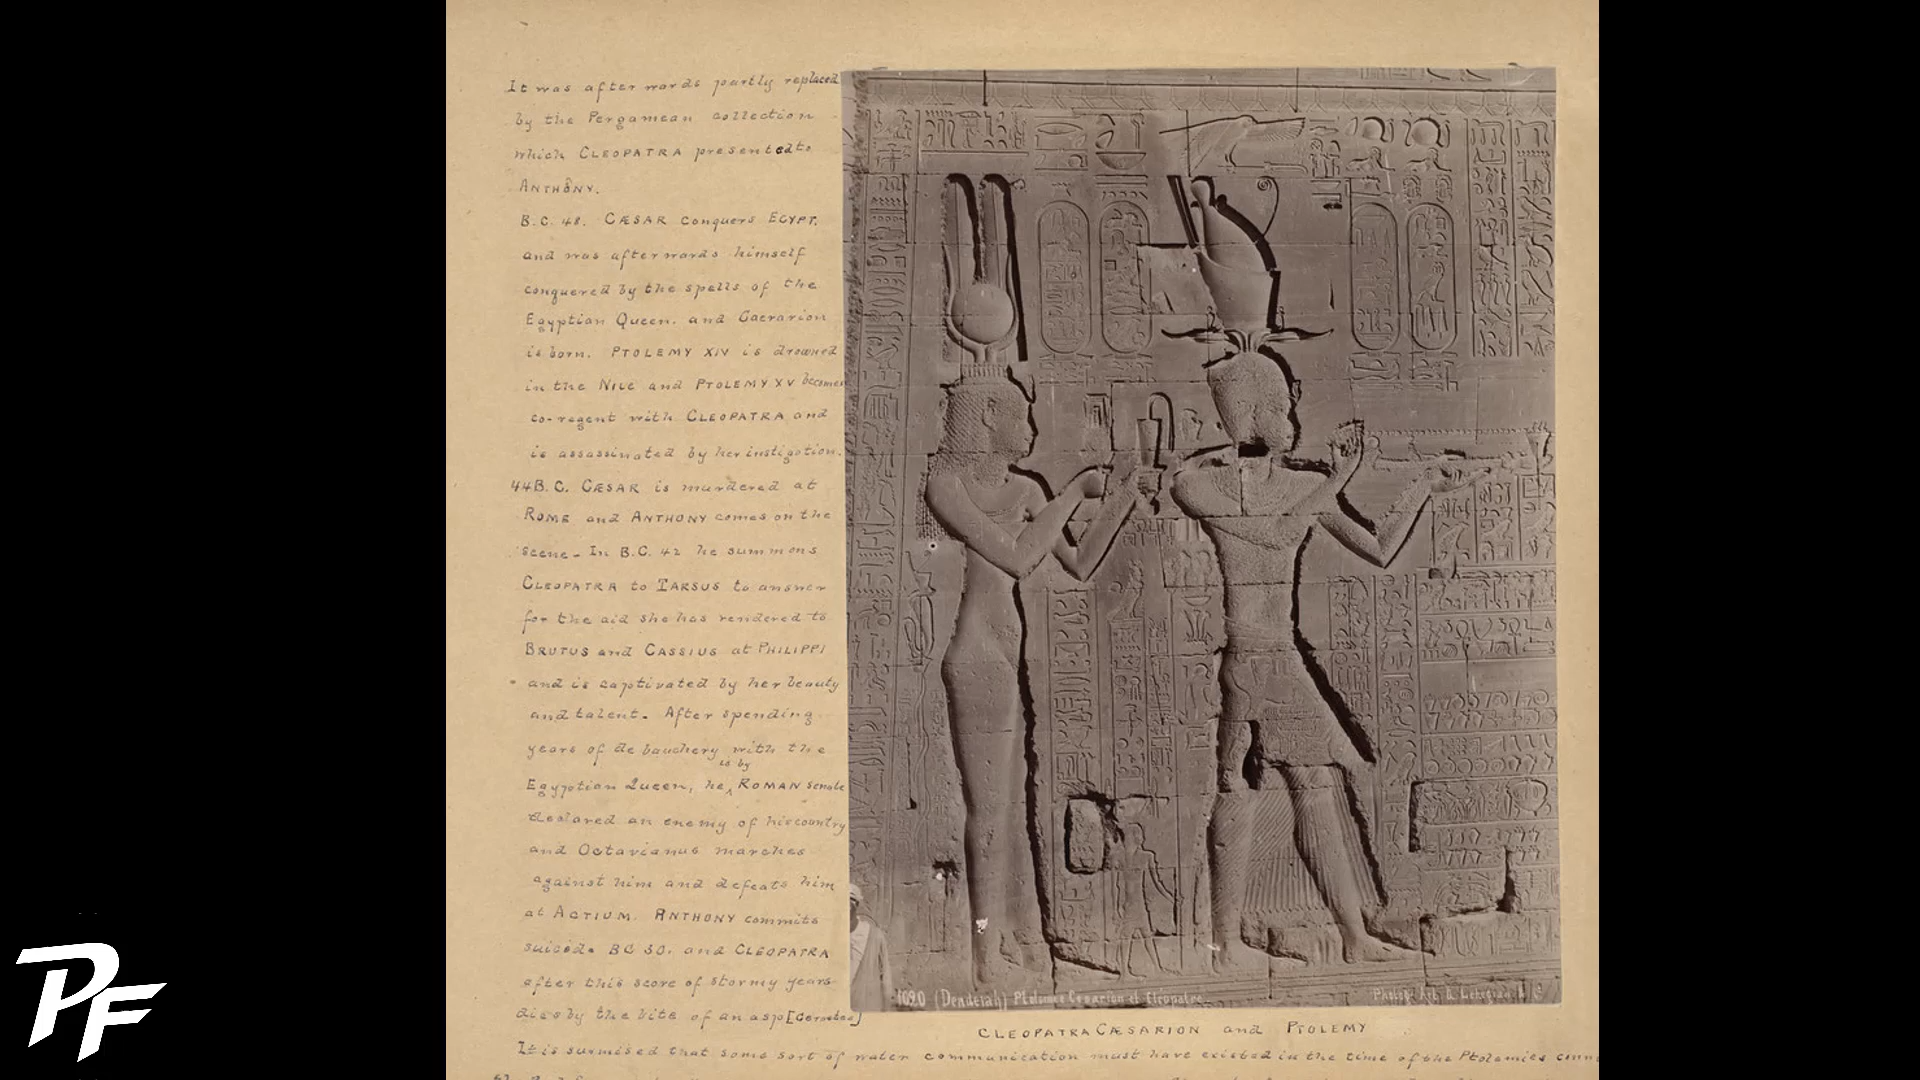 It was afterwards partly replaced
by the Pergamean collection
which CLEOPATRA presented to
ANTHONY.
B.C. 48. CÆSAR conquers EGYPT.
and was afterwards himself
conquered by the spells of the
Egyptian Queen. and Caerarion
is born. PTOLEMY XIV is drowned
in the NILE and PTOLEMY XV becomes
co-regent with CLEOPATRA and
is assassinated by her instigation.
44 B.C. CÆSAR is murdered at
ROME and ANTHONY comes on the
scene - In B.C. 42 he summons
CLEOPATRA to TARSUS to answer
for the aid she has rendered to
BRUTUS and CASSIUS at PHILIPPI
and is captivated by her beauty
and talent. After spending
years of debauchery with the
is by
Egyptian Queen, he ROMAN senate
declared an enemy of his country
and Octavianus marches
against him and defeats him
at ACTIUM. ANTHONY commits
suicide BC 30. and CLEOPATRA
after this score of stormy years
dies by the bite of an asp [Cerastes]
1020 (Denderah) Ptolemee Cesarion et Cléopatre
Photog. Art. G. Lekegian & Co
CLEOPATRA CÆSARION and PTOLEMY
It is surmised that some sort of water communication must have existed in the time of the Ptolemies
PF